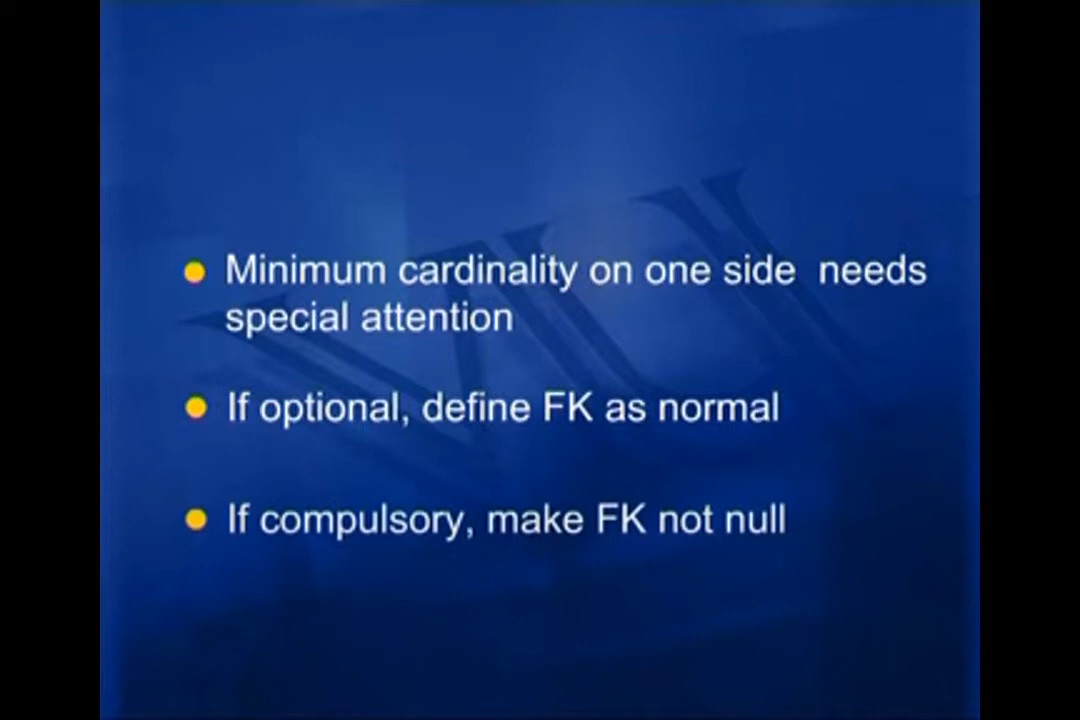 Minimum cardinality on one side needs
special attention
If optional, define FK as normal
If compulsory, make FK not null
VU